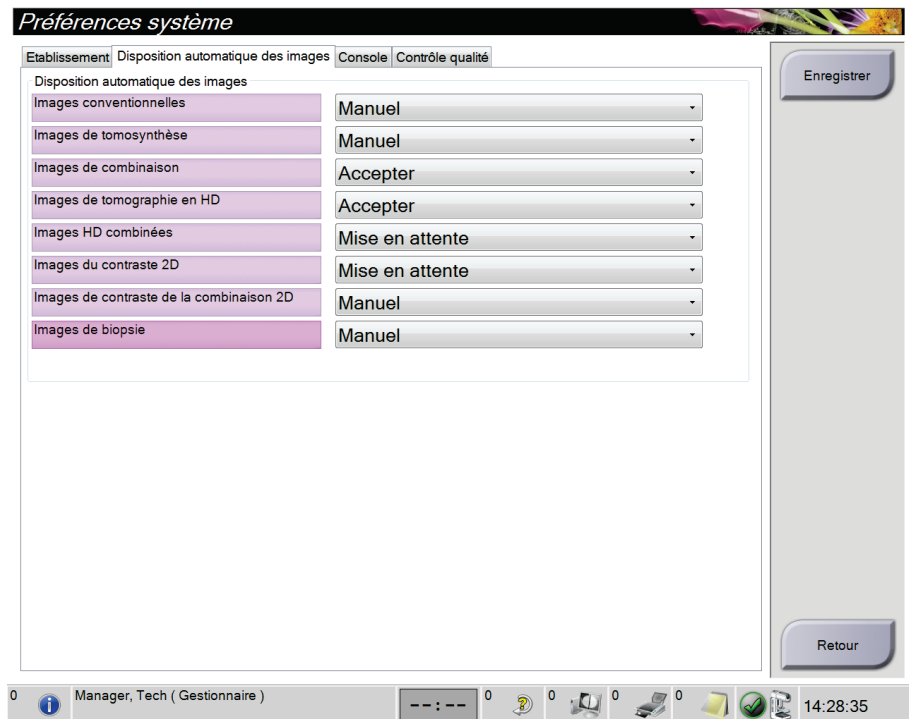 Préférences système
Etablissement Disposition automatique des images Console Contrôle qualité
Enregistrer
Disposition automatique des images
Images conventionnelles Manuel
Images de tomosynthèse Manuel
Images de combinaison Accepter
Images de tomographie en HD Accepter
Images HD combinées Mise en attente
Images du contraste 2D Mise en attente
Images de contraste de la combinaison 2D Manuel
Images de biopsie Manuel
Retour
0 Manager, Tech ( Gestionnaire ) --:-- 0 0 0 0 14:28:35